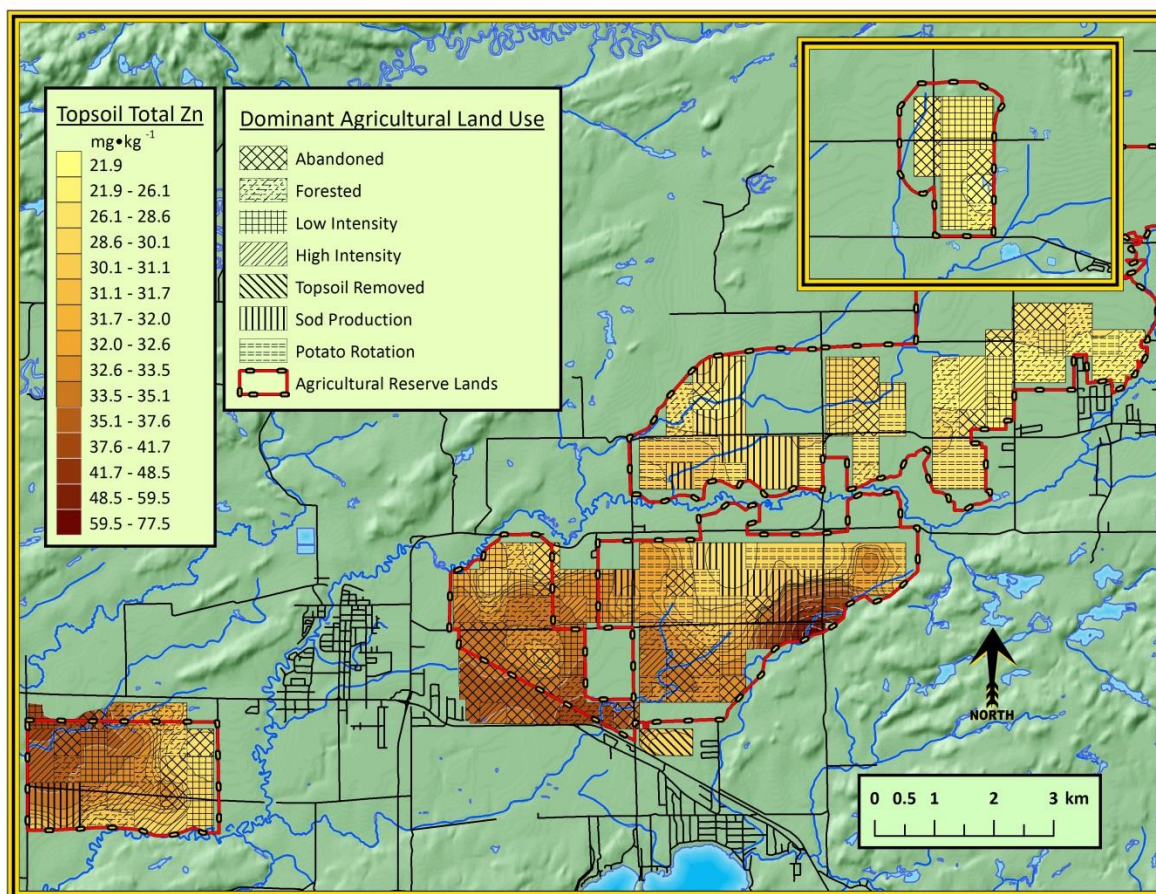 Topsoil Total Zn
mg•kg -1
21.9
21.9 - 26.1
26.1 - 28.6
28.6 - 30.1
30.1 - 31.1
31.1 - 31.7
31.7 - 32.0
32.0 - 32.6
32.6 - 33.5
33.5 - 35.1
35.1 - 37.6
37.6 - 41.7
41.7 - 48.5
48.5 - 59.5
59.5 - 77.5
Dominant Agricultural Land Use
Abandoned
Forested
Low Intensity
High Intensity
Topsoil Removed
Sod Production
Potato Rotation
Agricultural Reserve Lands
NORTH
0 0.5 1 2 3 km